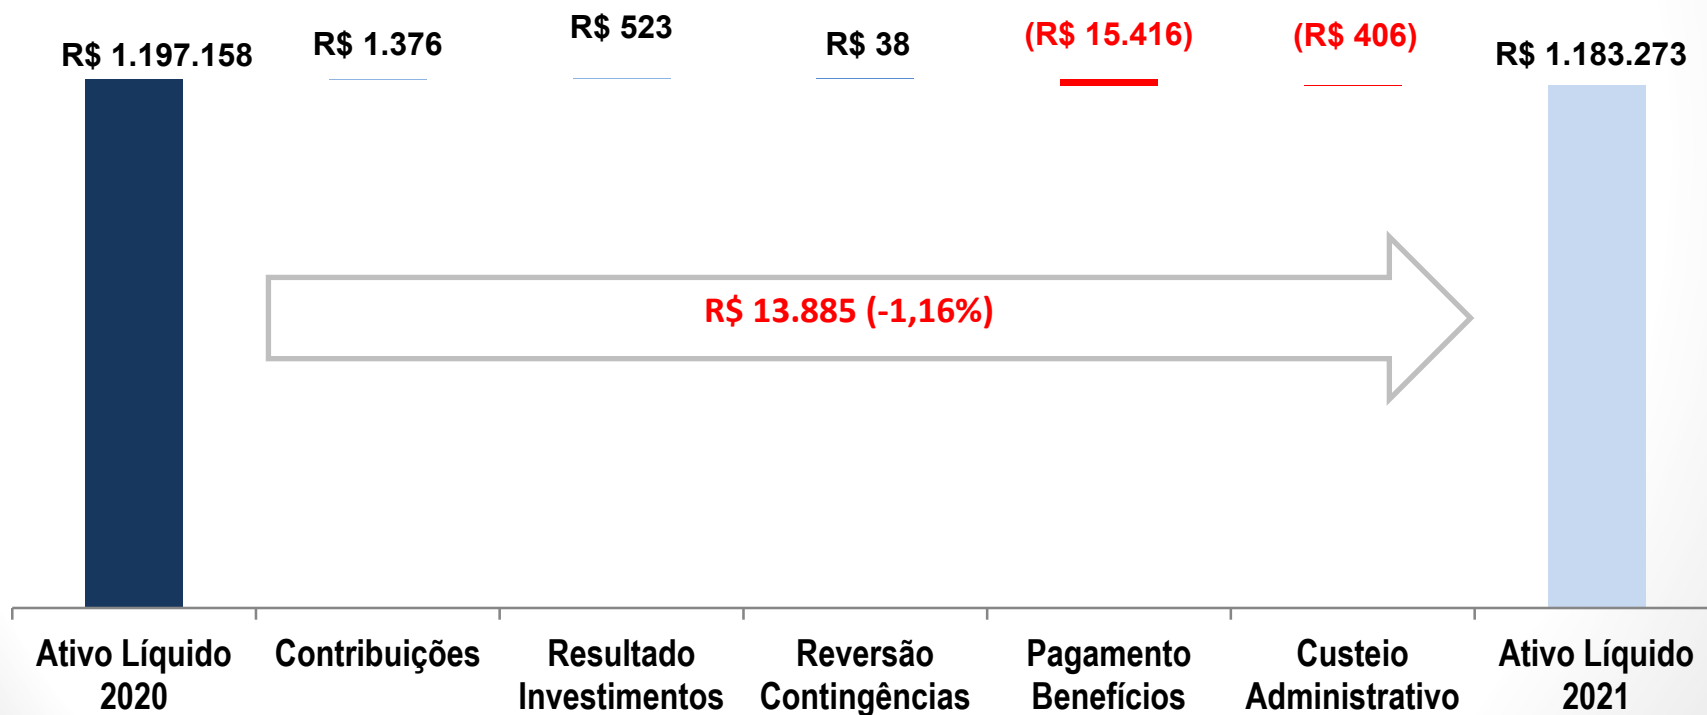 R$ 1.197.158
R$ 1.376
R$ 523
R$ 38
(R$ 15.416)
(R$ 406)
R$ 1.183.273
R$ 13.885 (-1,16%)
Ativo Líquido
2020
Contribuições
Resultado
Investimentos
Reversão
Contingências
Pagamento
Benefícios
Custeio
Administrativo
Ativo Líquido
2021